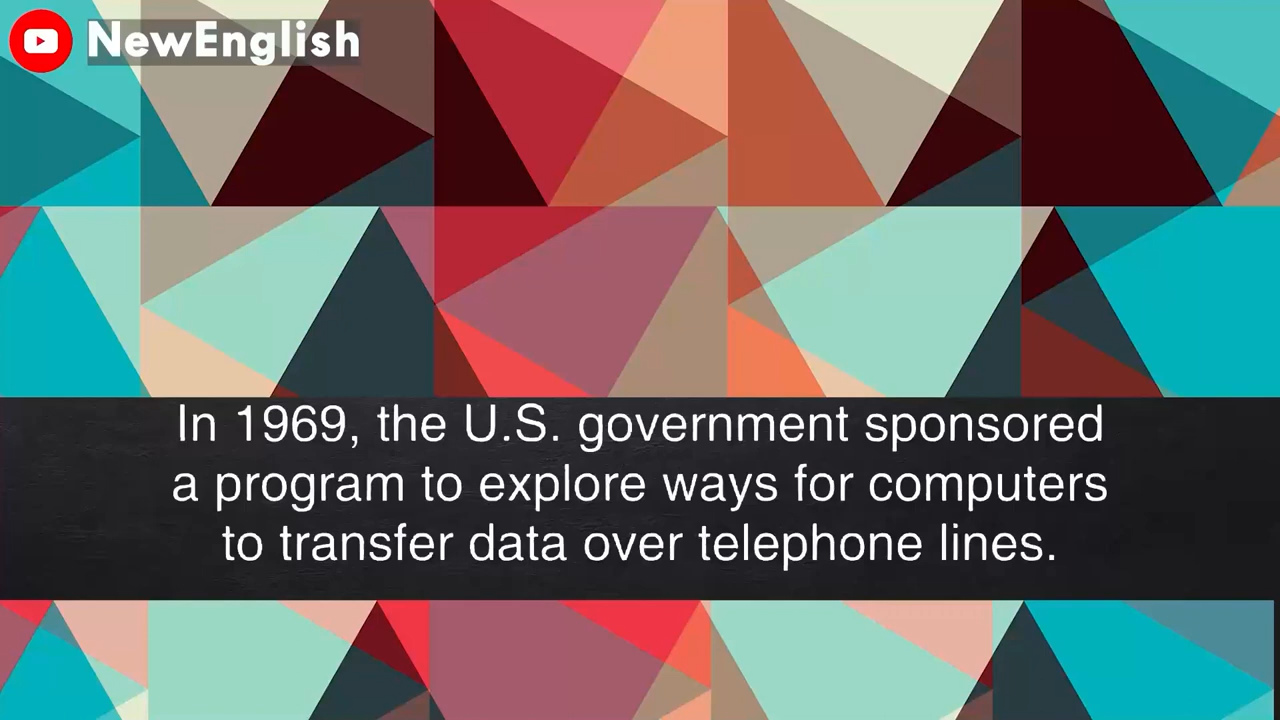 NewEnglish
In 1969, the U.S. government sponsored
a program to explore ways for computers
to transfer data over telephone lines.